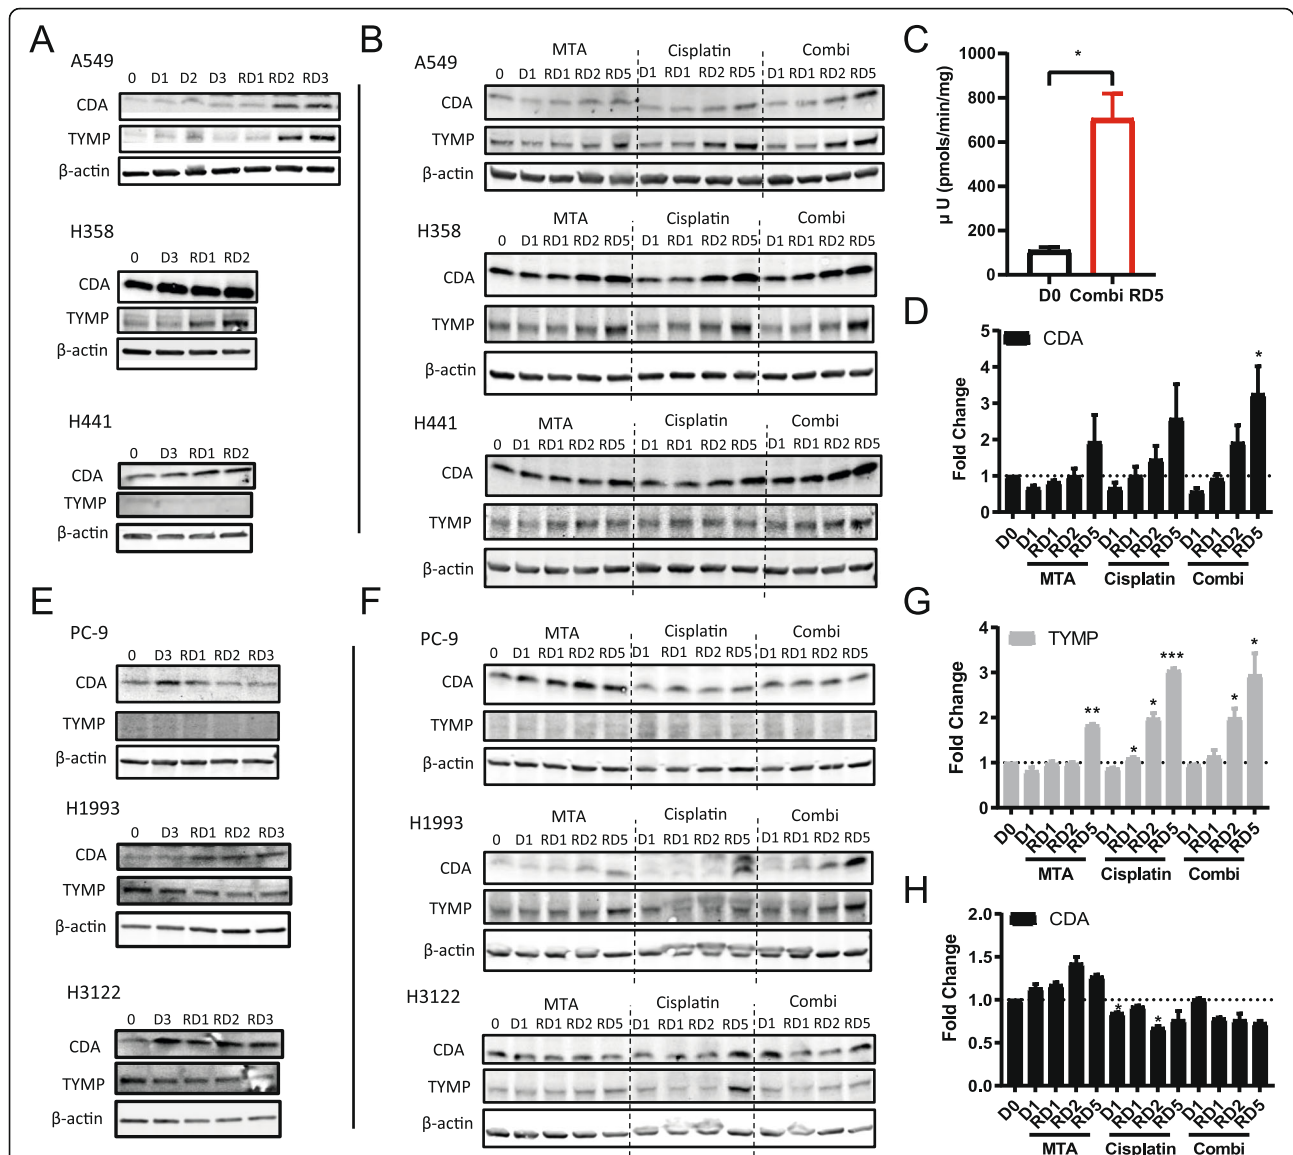 A
A549
0 D1 D2 D3 RD1 RD2 RD3
CDA
TYMP
β-actin
H358
0 D3 RD1 RD2
CDA
TYMP
β-actin
H441
0 D3 RD1 RD2
CDA
TYMP
β-actin
B
MTA Cisplatin Combi
A549
0 D1 RD1 RD2 RD5 D1 RD1 RD2 RD5 D1 RD1 RD2 RD5
CDA
TYMP
β-actin
MTA Cisplatin Combi
H358
0 D1 RD1 RD2 RD5 D1 RD1 RD2 RD5 D1 RD1 RD2 RD5
CDA
TYMP
β-actin
MTA Cisplatin Combi
H441
0 D1 RD1 RD2 RD5 D1 RD1 RD2 RD5 D1 RD1 RD2 RD5
CDA
TYMP
β-actin
C
µ U (pmols/min/mg)
1000
800
600
400
200
0
*
D0 Combi RD5
D
CDA
Fold Change
5
4
3
2
1
0
*
D0 D1 RD1 RD2 RD5 D1 RD1 RD2 RD5 D1 RD1 RD2 RD5
MTA Cisplatin Combi
E
PC-9
0 D3 RD1 RD2 RD3
CDA
TYMP
β-actin
H1993
0 D3 RD1 RD2 RD3
CDA
TYMP
β-actin
H3122
0 D3 RD1 RD2 RD3
CDA
TYMP
β-actin
F
MTA Cisplatin Combi
PC-9
0 D1 RD1 RD2 RD5 D1 RD1 RD2 RD5 D1 RD1 RD2 RD5
CDA
TYMP
β-actin
MTA Cisplatin Combi
H1993
0 D1 RD1 RD2 RD5 D1 RD1 RD2 RD5 D1 RD1 RD2 RD5
CDA
TYMP
β-actin
H3122
MTA Cisplatin Combi
0 D1 RD1 RD2 RD5 D1 RD1 RD2 RD5 D1 RD1 RD2 RD5
CDA
TYMP
β-actin
G
TYMP
Fold Change
4
3
2
1
0
** * * *** * *
D0 D1 RD1 RD2 RD5 D1 RD1 RD2 RD5 D1 RD1 RD2 RD5
MTA Cisplatin Combi
H
CDA
Fold Change
2.0
1.5
1.0
0.5
0.0
* *
D0 D1 RD1 RD2 RD5 D1 RD1 RD2 RD5 D1 RD1 RD2 RD5
MTA Cisplatin Combi